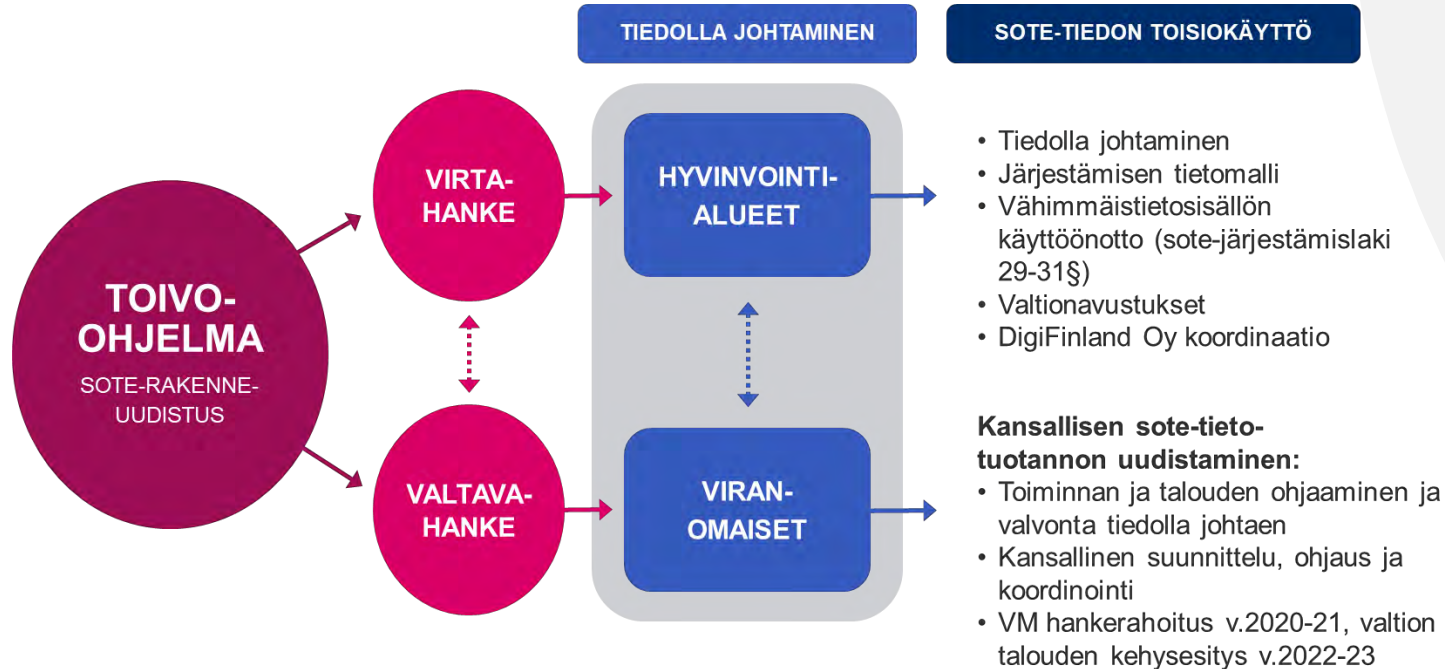 TIEDOLLA JOHTAMINEN
SOTE-TIEDON TOISIOKÄYTTÖ
TOIVO-
OHJELMA
SOTE-RAKENNE-
UUDISTUS
VIRTA-
HANKE
HYVINVOINTI-
ALUEET
• Tiedolla johtaminen
• Järjestämisen tietomalli
• Vähimmäistietosisällön
käyttöönotto (sote-järjestämislaki
29-31§)
• Valtionavustukset
• DigiFinland Oy koordinaatio
VALTAVA-
HANKE
VIRAN-
OMAISET
Kansallisen sote-tieto-
tuotannon uudistaminen:
• Toiminnan ja talouden ohjaaminen ja
valvonta tiedolla johtaen
• Kansallinen suunnittelu, ohjaus ja
koordinointi
• VM hankerahoitus v.2020-21, valtion
talouden kehysesitys v.2022-23